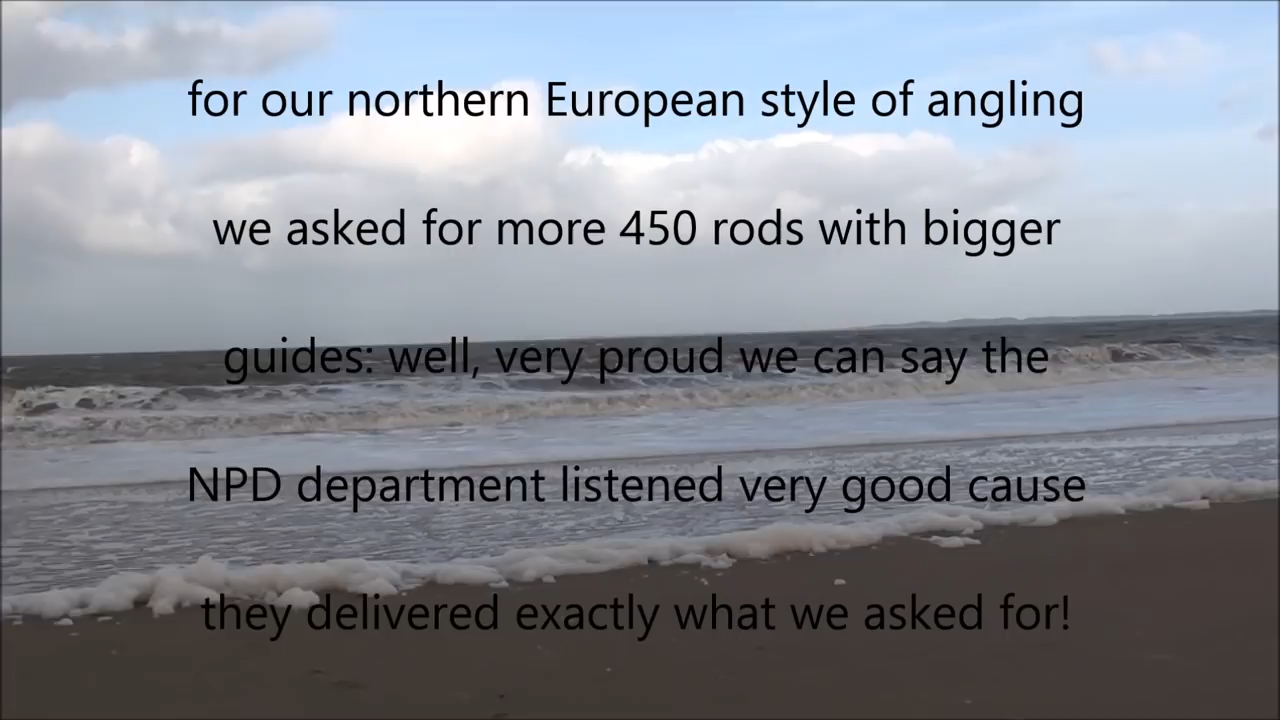 for our northern European style of angling
we asked for more 450 rods with bigger
guides: well, very proud we can say the
NPD department listened very good cause
they delivered exactly what we asked for!